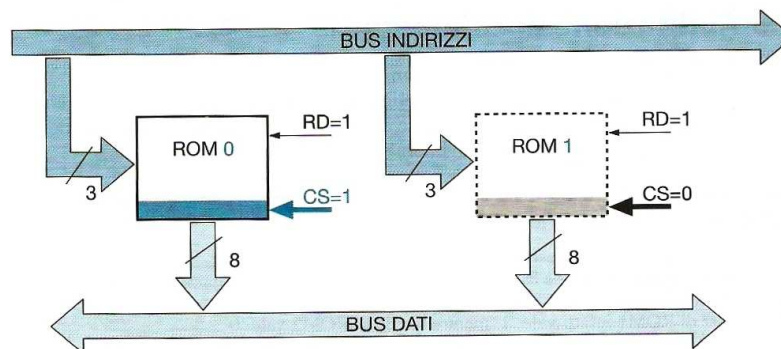 BUS INDIRIZZI
ROM 0
RD=1
CS=1
3
8
ROM 1
RD=1
CS=0
3
8
BUS DATI